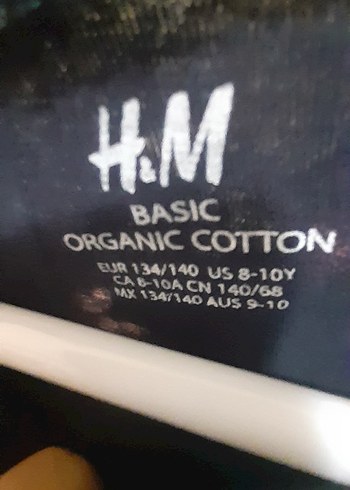 H&M
BASIC
ORGANIC COTTON
EUR 134/140 US 8-10Y
CA 8-10A CN 140/68
MX 134/140 AUS 9-10